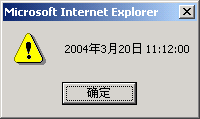 Microsoft Internet Explorer
2004年3月20日 11:12:00
确定